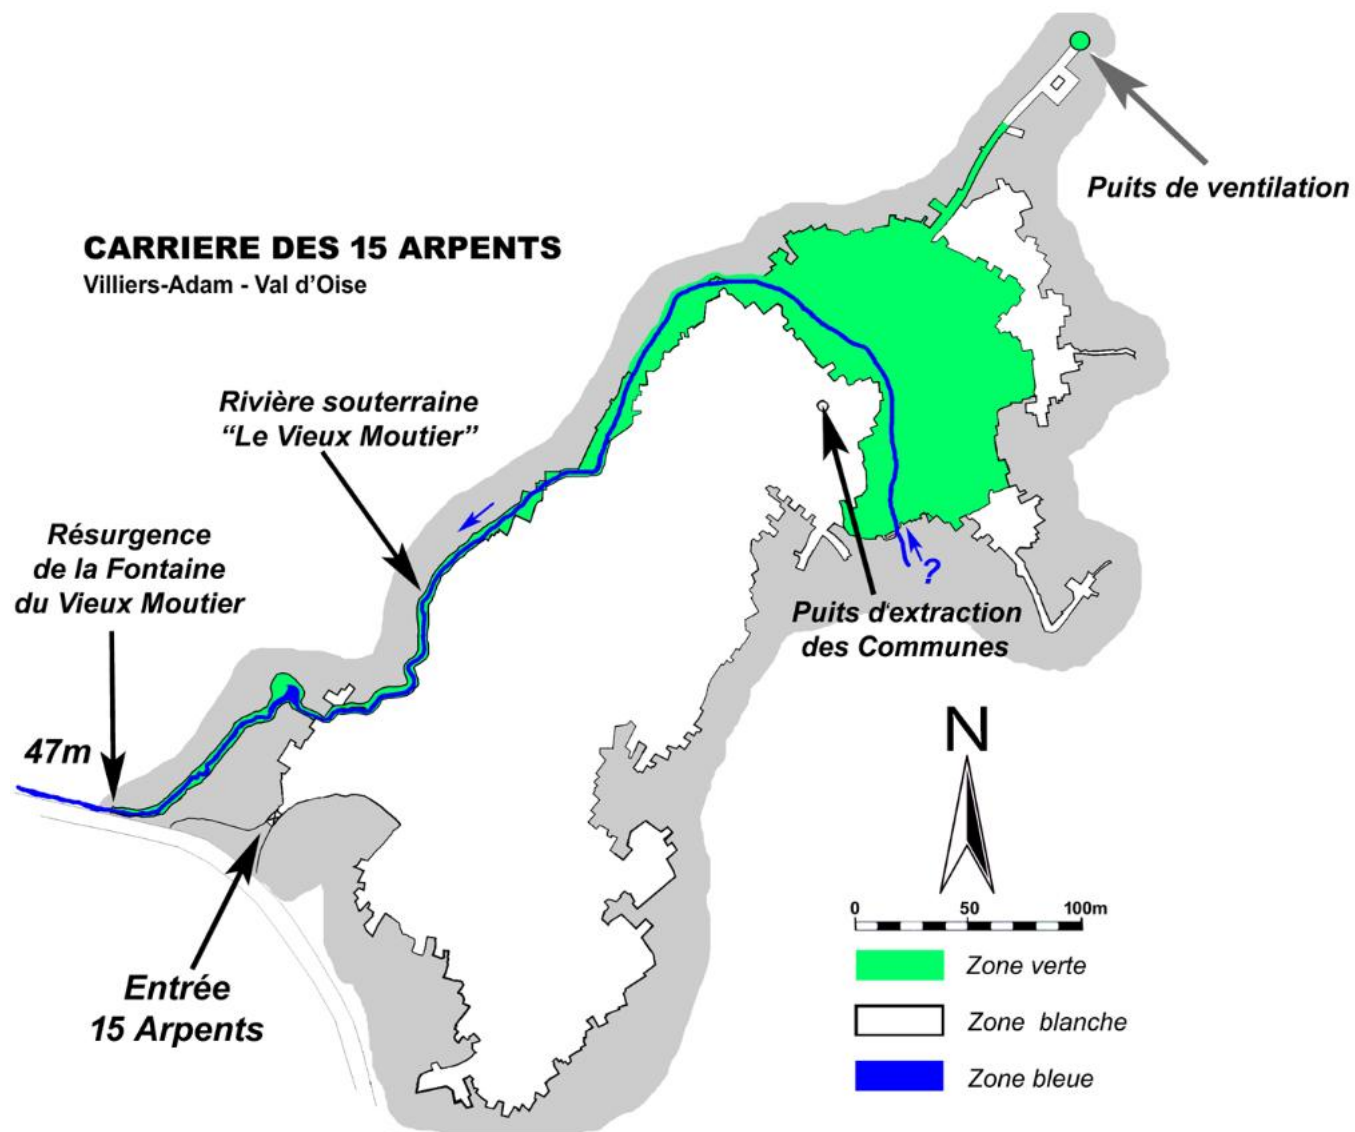 Puits de ventilation
CARRIERE DES 15 ARPENTS
Villiers-Adam - Val d'Oise
Rivière souterraine
“Le Vieux Moutier”
Résurgence
de la Fontaine
du Vieux Moutier
?
Puits d'extraction
des Communes
47m
N
Entrée
15 Arpents
0 50 100m
Zone verte
Zone blanche
Zone bleue